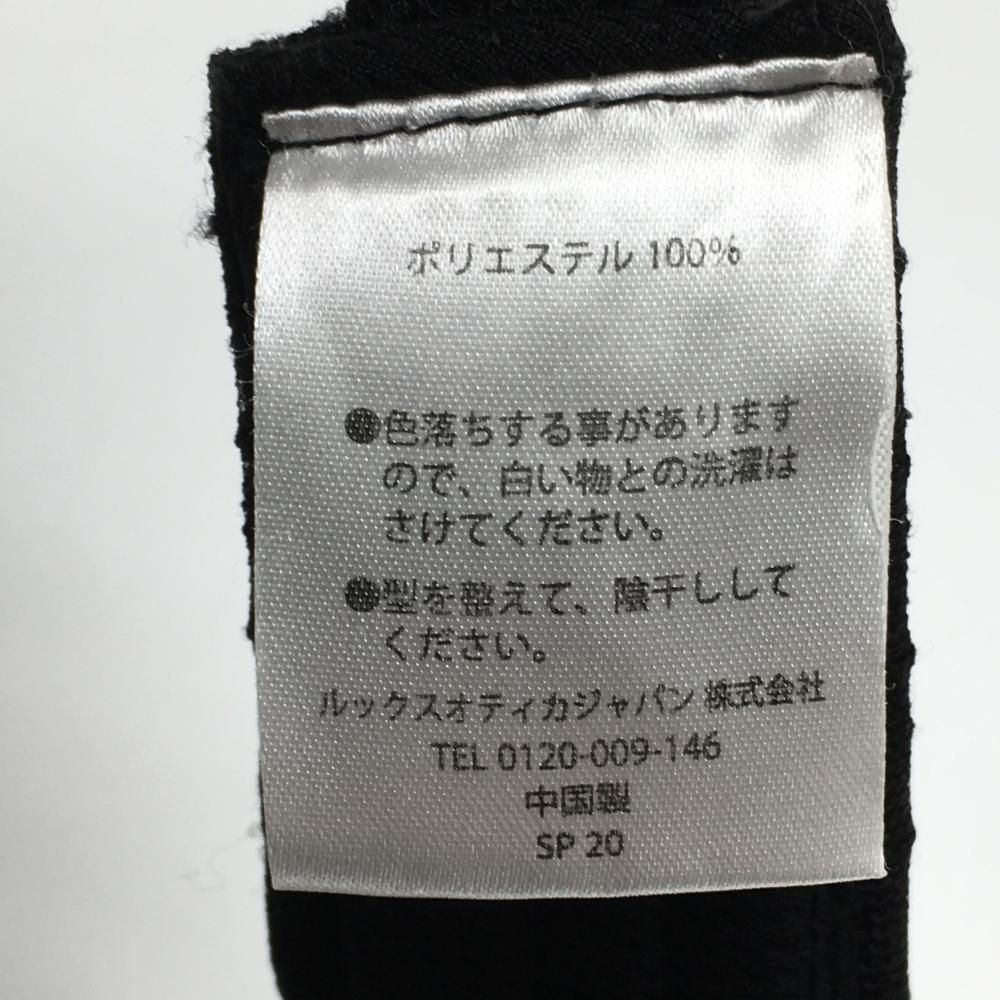 ポリエステル 100%
●色落ちする事があります
ので、白い物との洗濯は
さけてください。
●型を整えて、陰干しして
ください。
ルックスオティカジャパン 株式会社
TEL 0120-009-146
中国製
SP 20